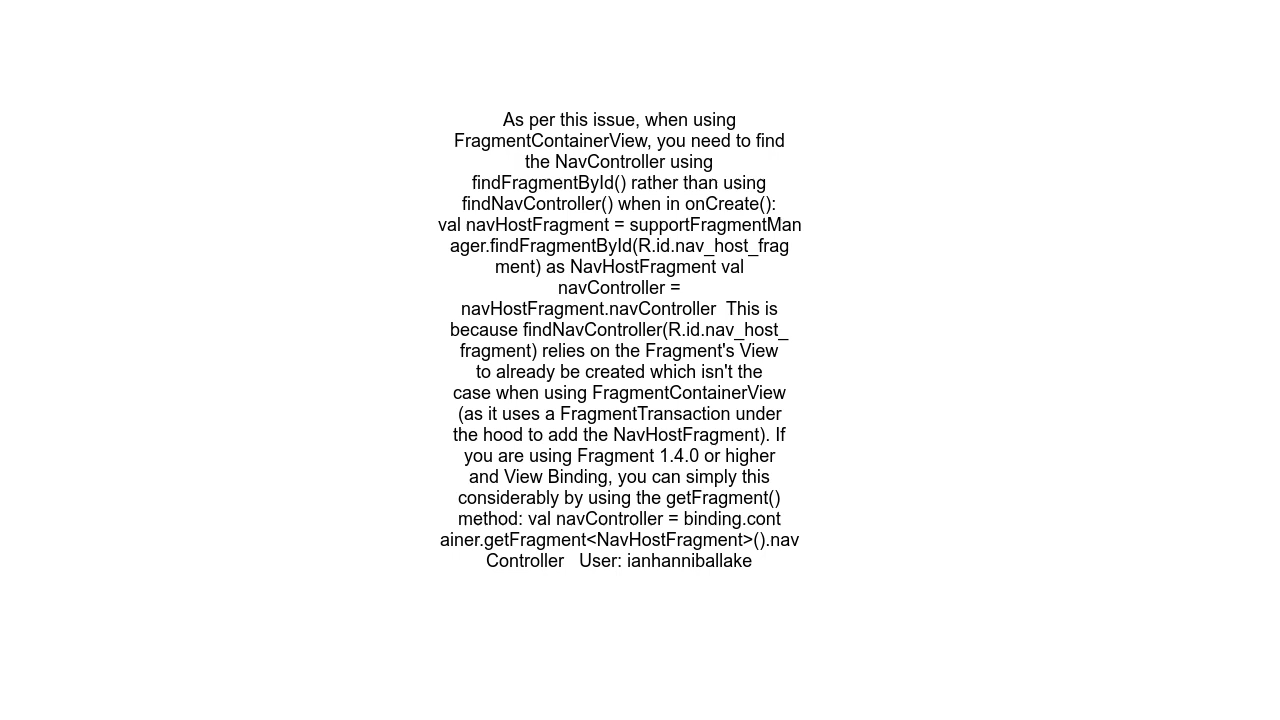 As per this issue, when using
FragmentContainerView, you need to find
the NavController using
findFragmentById() rather than using
findNavController() when in onCreate():
val navHostFragment = supportFragmentMan
ager.findFragmentById(R.id.nav_host_frag
ment) as NavHostFragment val
navController =
navHostFragment.navController  This is
because findNavController(R.id.nav_host_
fragment) relies on the Fragment's View
to already be created which isn't the
case when using FragmentContainerView
(as it uses a FragmentTransaction under
the hood to add the NavHostFragment). If
you are using Fragment 1.4.0 or higher
and View Binding, you can simply this
considerably by using the getFragment()
method: val navController = binding.cont
ainer.getFragment<NavHostFragment>().nav
Controller   User: ianhanniballake